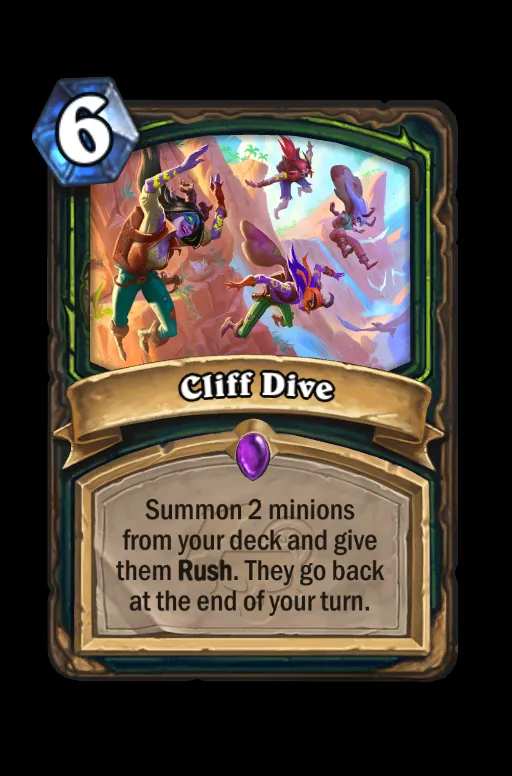 6
Cliff Dive
Summon 2 minions
from your deck and give
them Rush. They go back
at the end of your turn.